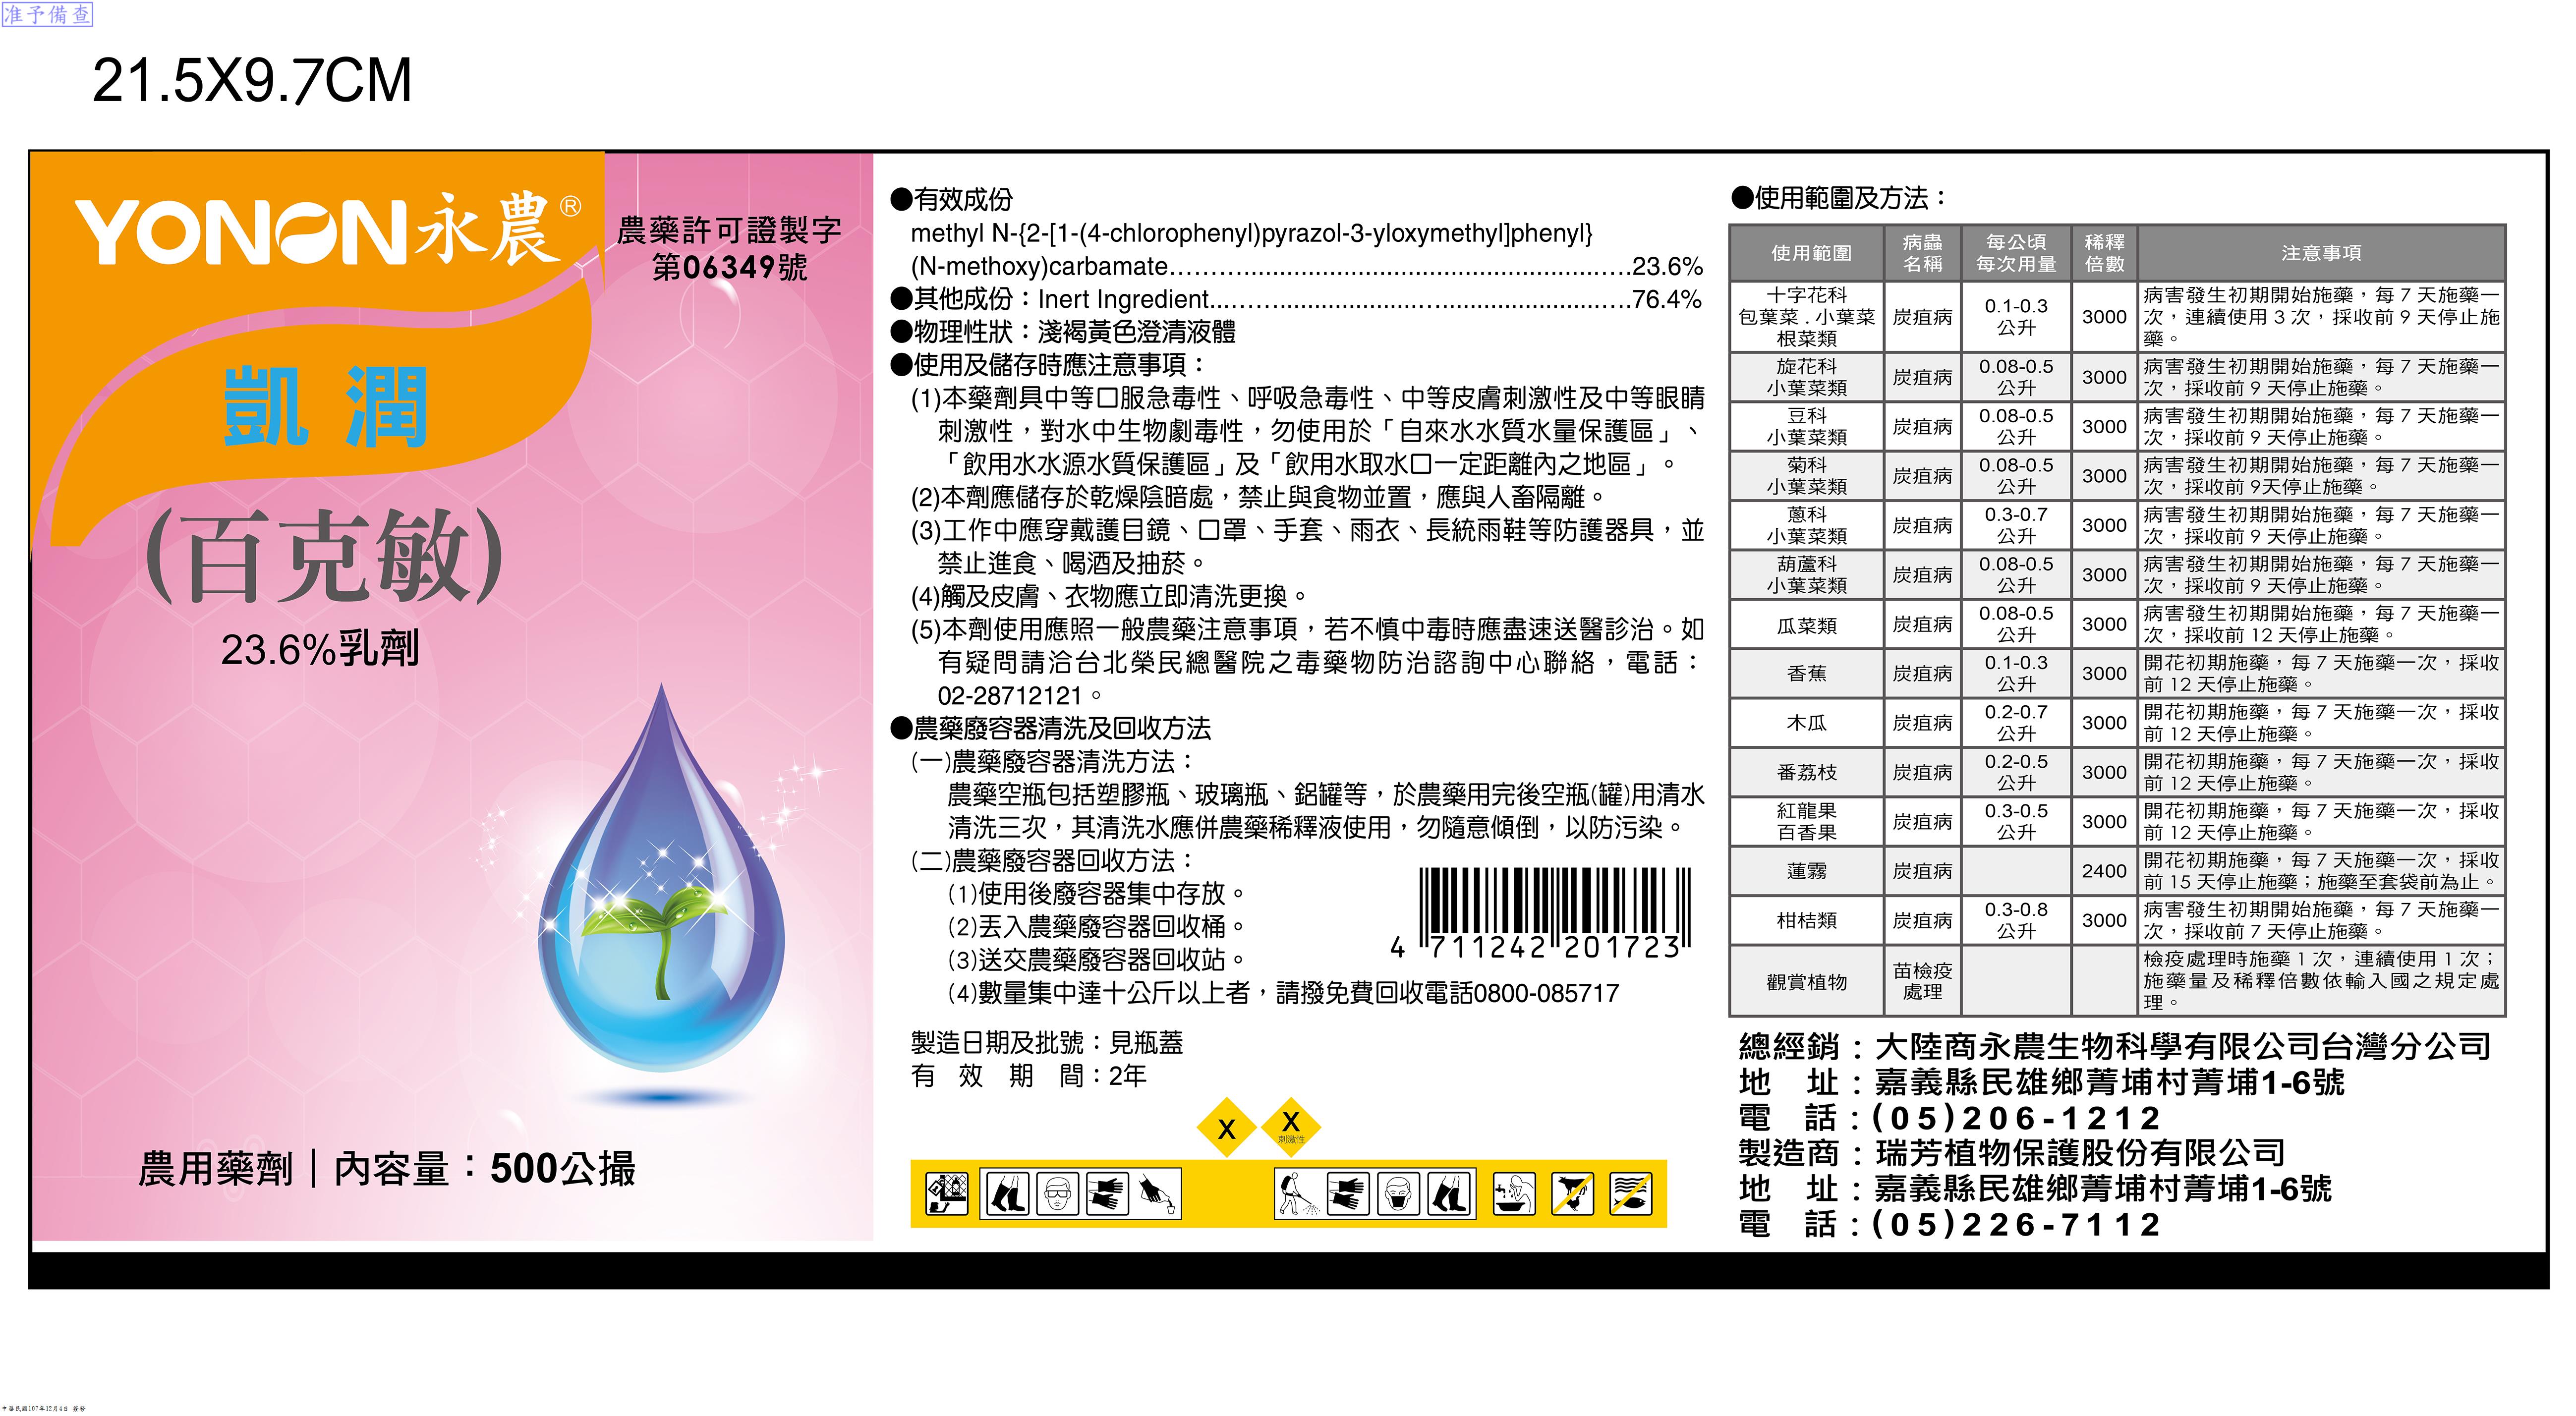 准予備查
21.5X9.7CM
YONON永農®
農藥許可證製字
第06349號
凱潤
(百克敏)
23.6%乳劑
農用藥劑|內容量：500公撮
●有效成份
methyl N-{2-[1-(4-chlorophenyl)pyrazol-3-yloxymethyl]phenyl}
(N-methoxy)carbamate..........23.6%
●其他成份：Inert Ingredient..........76.4%
●物理性狀：淺褐黃色澄清液體
●使用及儲存時應注意事項：
(1)本藥劑具中等口服急毒性、呼吸急毒性、中等皮膚刺激性及中等眼睛
刺激性，對水中生物劇毒性，勿使用於「自來水水質水量保護區」、
「飲用水水源水質保護區」及「飲用水取水口一定距離內之地區」。
(2)本劑應儲存於乾燥陰暗處，禁止與食物並置，應與人畜隔離。
(3)工作中應穿戴護目鏡、口罩、手套、雨衣、長統雨鞋等防護器具，並
禁止進食、喝酒及抽菸。
(4)觸及皮膚、衣物應立即清洗更換。
(5)本劑使用應照一般農藥注意事項，若不慎中毒時應盡速送醫診治。如
有疑問請洽台北榮民總醫院之毒藥物防治諮詢中心聯絡，電話：
02-28712121。
●農藥廢容器清洗及回收方法
(一)農藥廢容器清洗方法：
農藥空瓶包括塑膠瓶、玻璃瓶、鋁罐等，於農藥用完後空瓶(罐)用清水
清洗三次，其清洗水應併農藥稀釋液使用，勿隨意傾倒，以防污染。
(二)農藥廢容器回收方法：
(1)使用後廢容器集中存放。
(2)丟入農藥廢容器回收桶。
(3)送交農藥廢容器回收站。
(4)數量集中達十公斤以上者，請撥免費回收電話0800-085717
4 711242 201723
製造日期及批號：見瓶蓋
有 效 期 間：2年
X
X
刺激性
●使用範圍及方法：
使用範圍 病蟲名稱 每公頃每次用量 稀釋倍數 注意事項
十字花科包葉菜.小葉菜根菜類 炭疽病 0.1-0.3公升 3000 病害發生初期開始施藥，每7天施藥一次，連續使用3次，採收前9天停止施藥。
旋花科小葉菜類 炭疽病 0.08-0.5公升 3000 病害發生初期開始施藥，每7天施藥一次，採收前9天停止施藥。
豆科小葉菜類 炭疽病 0.08-0.5公升 3000 病害發生初期開始施藥，每7天施藥一次，採收前9天停止施藥。
菊科小葉菜類 炭疽病 0.08-0.5公升 3000 病害發生初期開始施藥，每7天施藥一次，採收前9天停止施藥。
蔥科小葉菜類 炭疽病 0.3-0.7公升 3000 病害發生初期開始施藥，每7天施藥一次，採收前9天停止施藥。
葫蘆科小葉菜類 炭疽病 0.08-0.5公升 3000 病害發生初期開始施藥，每7天施藥一次，採收前9天停止施藥。
瓜菜類 炭疽病 0.08-0.5公升 3000 病害發生初期開始施藥，每7天施藥一次，採收前12天停止施藥。
香蕉 炭疽病 0.1-0.3公升 3000 開花初期施藥，每7天施藥一次，採收前12天停止施藥。
木瓜 炭疽病 0.2-0.7公升 3000 開花初期施藥，每7天施藥一次，採收前12天停止施藥。
番荔枝 炭疽病 0.2-0.5公升 3000 開花初期施藥，每7天施藥一次，採收前12天停止施藥。
紅龍果百香果 炭疽病 0.3-0.5公升 3000 開花初期施藥，每7天施藥一次，採收前12天停止施藥。
蓮霧 炭疽病 2400 開花初期施藥，每7天施藥一次，採收前15天停止施藥；施藥至套袋前為止。
柑桔類 炭疽病 0.3-0.8公升 3000 病害發生初期開始施藥，每7天施藥一次，採收前7天停止施藥。
觀賞植物 苗檢疫處理 檢疫處理時施藥1次，連續使用1次；施藥量及稀釋倍數依輸入國之規定處理。
總經銷：大陸商永農生物科學有限公司台灣分公司
地 址：嘉義縣民雄鄉菁埔村菁埔1-6號
電 話：(05)206-1212
製造商：瑞芳植物保護股份有限公司
地 址：嘉義縣民雄鄉菁埔村菁埔1-6號
電 話：(05)226-7112
中華民國107年12月4日 簽發